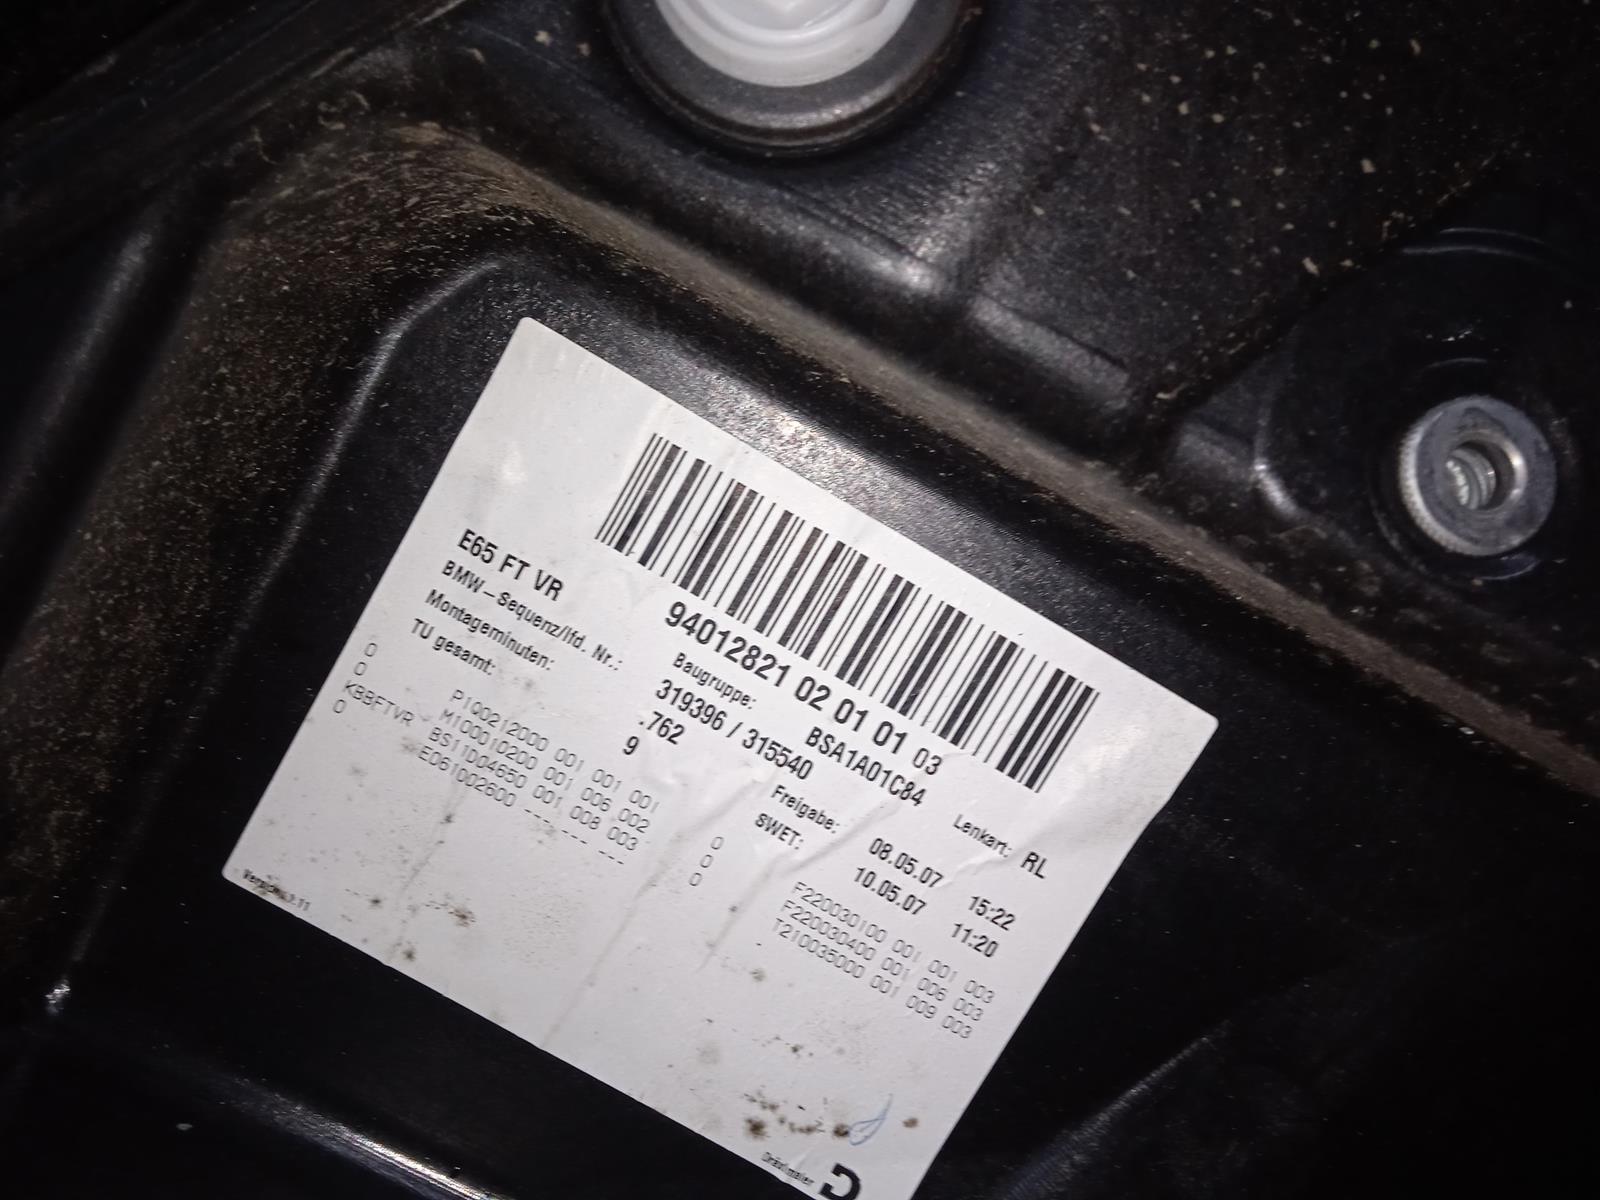 94012821 02 01 01 03
E65 FT VR Baugruppe: BSA1A01C84 Lenkart: RL
BMW-Sequenz/lfd. Nr.: 319396 / 315540 Freigabe: 08.05.07 15:22
Montageminuten: .762 SWET: 10.05.07 11:20
TU gesamt: 9
0 P100212000 001 001 001 0 F220030100 001 001 003
0 M100010200 001 006 002 0 F220030400 001 006 003
KBBFTVR BS11D04650 001 008 003 0 T210035000 001 009 003
0 E061002600 --- --- ---
Dräxlmaier